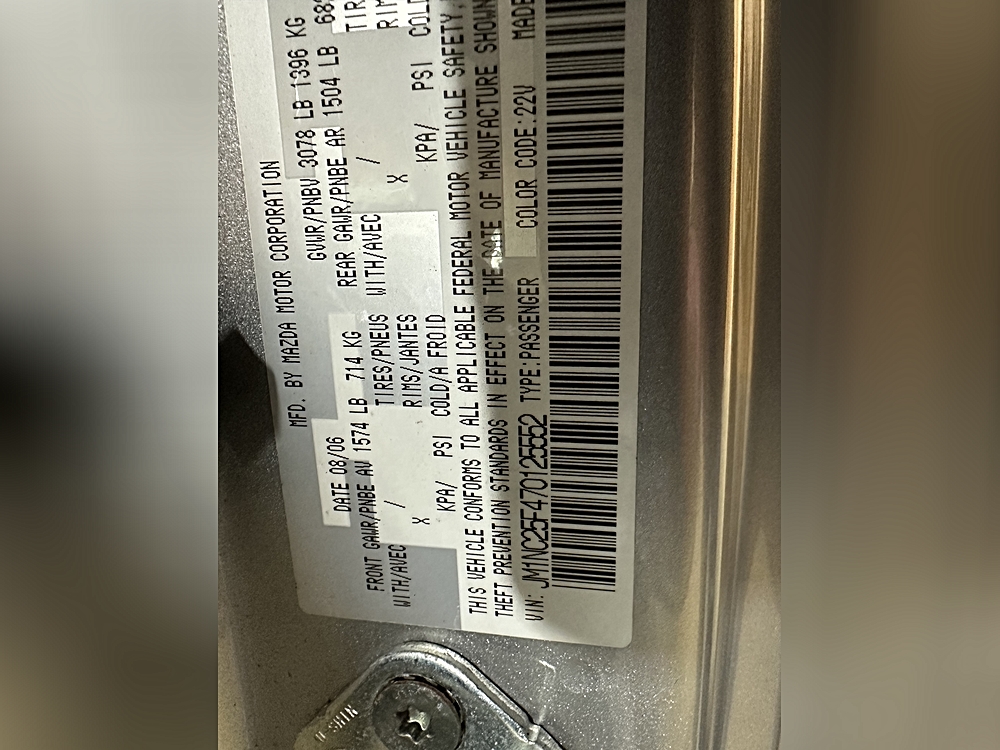 MFD. BY MAZDA MOTOR CORPORATION
DATE 08/06 GVWR/PNBV 3078 LB 1396 KG
FRONT GAWR/PNBE AV 1574 LB 714 KG REAR GAWR/PNBE AR 1504 LB
WITH/AVEC TIRES/PNEUS WITH/AVEC
X / RIMS/JANTES X /
KPA/ PSI COLD/A FROID KPA/ PSI
THIS VEHICLE CONFORMS TO ALL APPLICABLE FEDERAL MOTOR VEHICLE SAFETY,
THEFT PREVENTION STANDARDS IN EFFECT ON THE DATE OF MANUFACTURE SHOWN
VIN: JM1NC25F470125552 TYPE:PASSENGER COLOR CODE:22V MADE